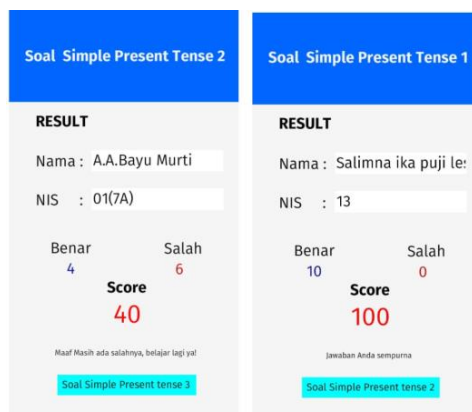 Soal Simple Present Tense 2
RESULT
Nama : A.A.Bayu Murti
NIS : 01(7A)
Benar Salah
4 6
Score
40
Maaf Masih ada salahnya, belajar lagi ya!
Soal Simple Present tense 3
Soal Simple Present Tense 1
RESULT
Nama : Salimna ika puji
NIS : 13
Benar Salah
10 0
Score
100
Jawaban Anda sempurna
Soal Simple Present tense 2